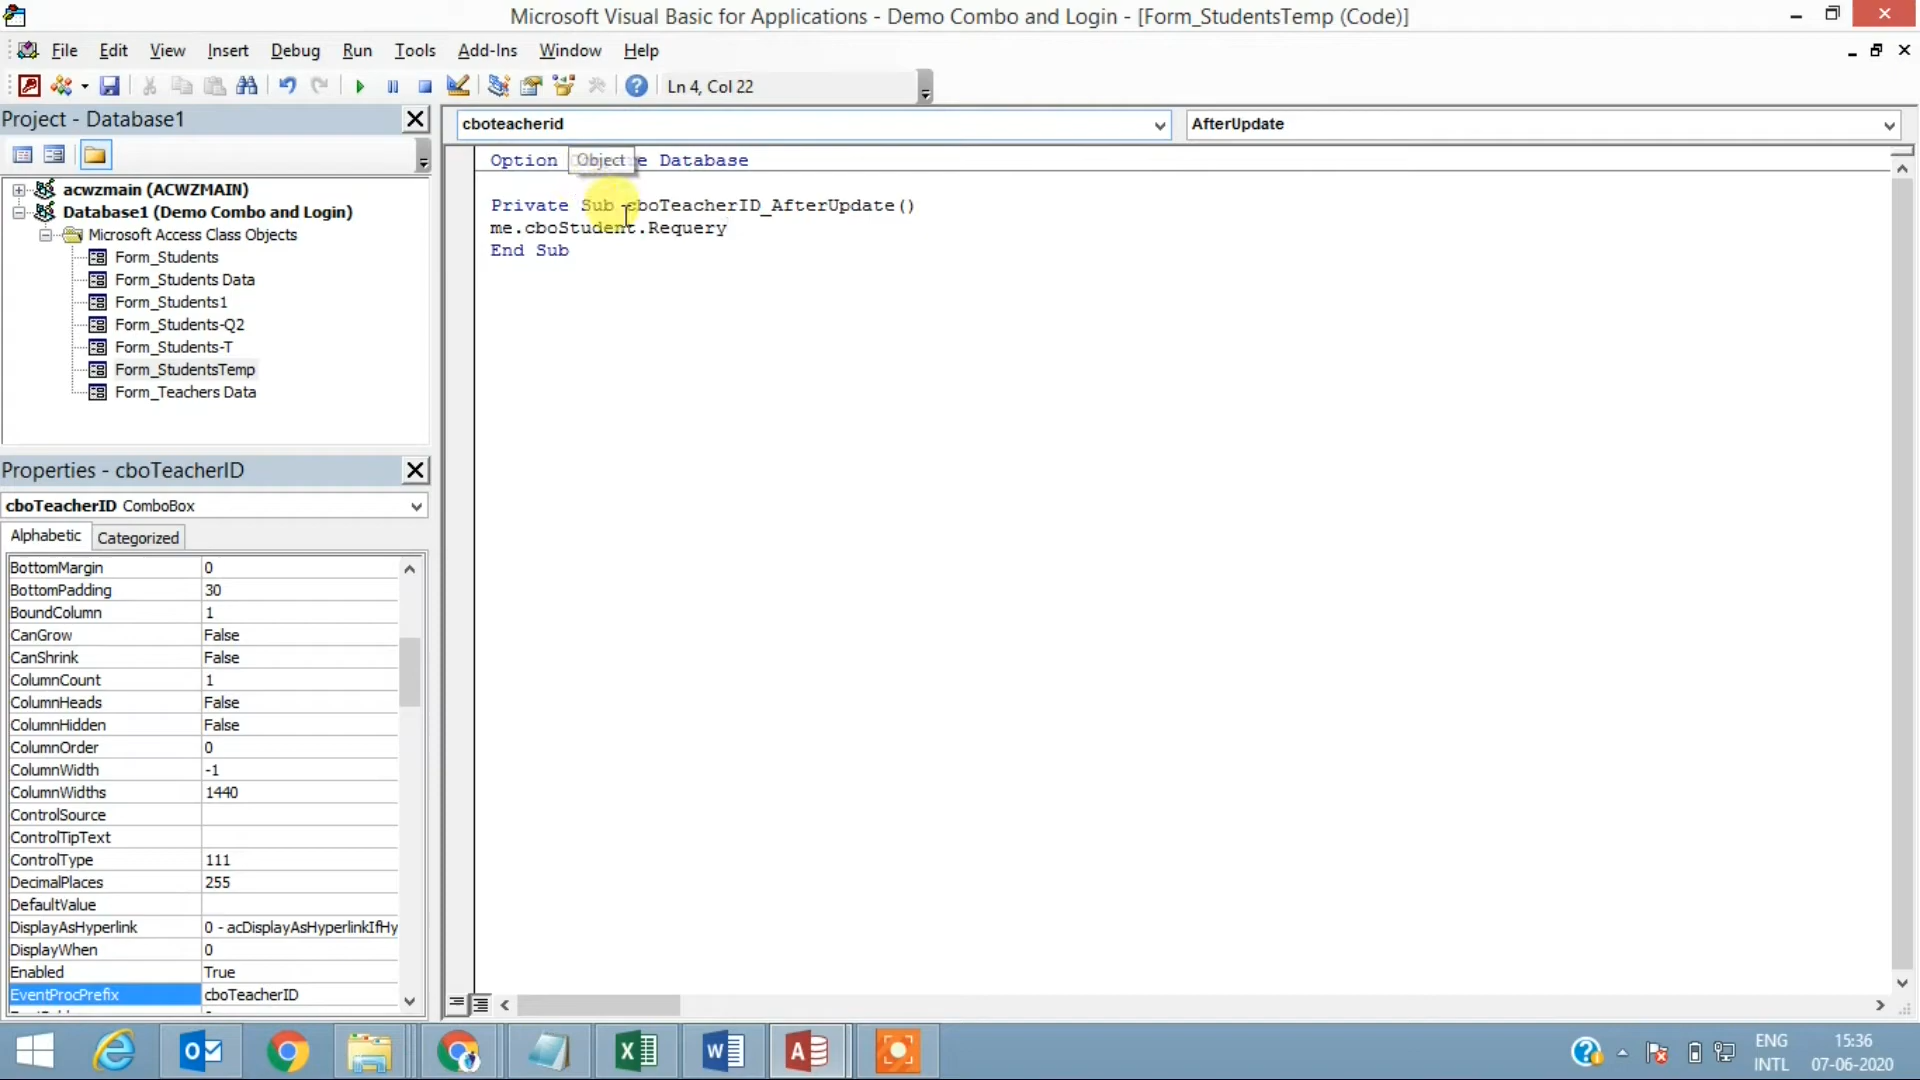 Microsoft Visual Basic for Applications - Demo Combo and Login - [Form_StudentsTemp (Code)]
File Edit View Insert Debug Run Tools Add-Ins Window Help
Ln 4, Col 22
Project - Database1
acwzmain (ACWZMAIN)
Database1 (Demo Combo and Login)
Microsoft Access Class Objects
Form_Students
Form_Students Data
Form_Students1
Form_Students-Q2
Form_Students-T
Form_StudentsTemp
Form_Teachers Data
Properties - cboTeacherID
cboTeacherID ComboBox
Alphabetic Categorized
BottomMargin 0
BottomPadding 30
BoundColumn 1
CanGrow False
CanShrink False
ColumnCount 1
ColumnHeads False
ColumnHidden False
ColumnOrder 0
ColumnWidth -1
ColumnWidths 1440
ControlSource
ControlTipText
ControlType 111
DecimalPlaces 255
DefaultValue
DisplayAsHyperlink 0 - acDisplayAsHyperlinkIfHy
DisplayWhen 0
Enabled True
EventProcPrefix cboTeacherID
cboteacherid AfterUpdate
Option Object e Database
Private Sub cboTeacherID_AfterUpdate()
me.cboStudent.Requery
End Sub
ENG 15:36
INTL 07-06-2020